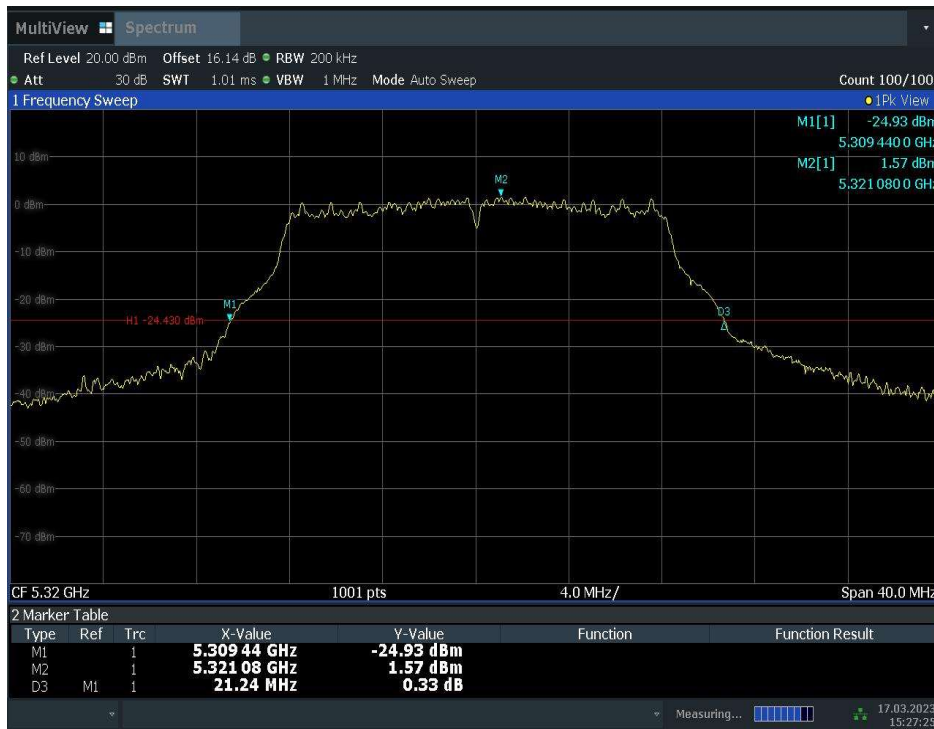 MultiView Spectrum
Ref Level 20.00 dBm Offset 16.14 dB RBW 200 kHz
Att 30 dB SWT 1.01 ms VBW 1 MHz Mode Auto Sweep Count 100/100
1 Frequency Sweep 1Pk View
M1[1] -24.93 dBm
5.309 440 0 GHz
10 dBm
M2[1] 1.57 dBm
M2
5.321 080 0 GHz
0 dBm
-10 dBm
-20 dBm
M1
D3
H1 -24.430 dBm
-30 dBm
-40 dBm
-50 dBm
-60 dBm
-70 dBm
CF 5.32 GHz 1001 pts 4.0 MHz/ Span 40.0 MHz
2 Marker Table
Type Ref Trc X-Value Y-Value Function Function Result
M1 1 5.309 44 GHz -24.93 dBm
M2 1 5.321 08 GHz 1.57 dBm
D3 M1 1 21.24 MHz 0.33 dB
Measuring... 17.03.2023
15:27:25